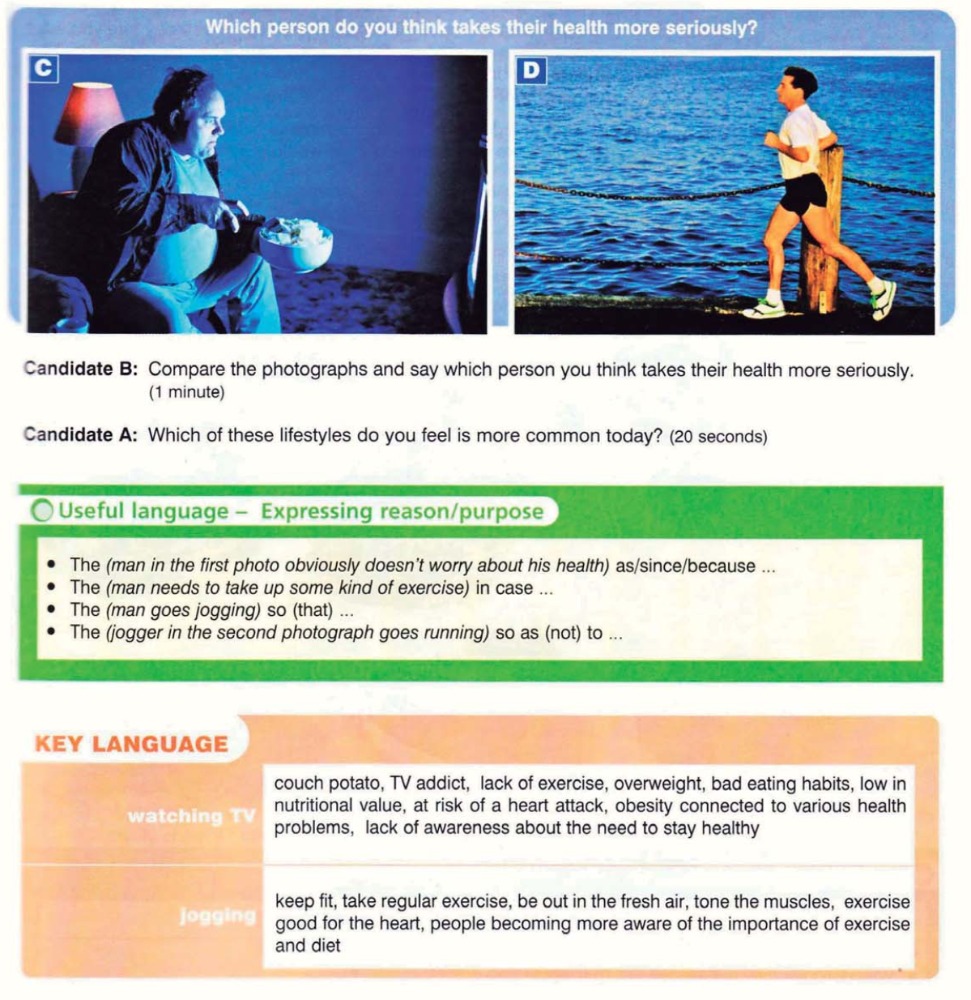 Which person do you think takes their health more seriously?
C
D
Candidate B: Compare the photographs and say which person you think takes their health more seriously.
(1 minute)
Candidate A: Which of these lifestyles do you feel is more common today? (20 seconds)
Useful language – Expressing reason/purpose
• The (man in the first photo obviously doesn't worry about his health) as/since/because ...
• The (man needs to take up some kind of exercise) in case ...
• The (man goes jogging) so (that) ...
• The (jogger in the second photograph goes running) so as (not) to ...
KEY LANGUAGE
watching TV
couch potato, TV addict, lack of exercise, overweight, bad eating habits, low in
nutritional value, at risk of a heart attack, obesity connected to various health
problems, lack of awareness about the need to stay healthy
jogging
keep fit, take regular exercise, be out in the fresh air, tone the muscles, exercise
good for the heart, people becoming more aware of the importance of exercise
and diet